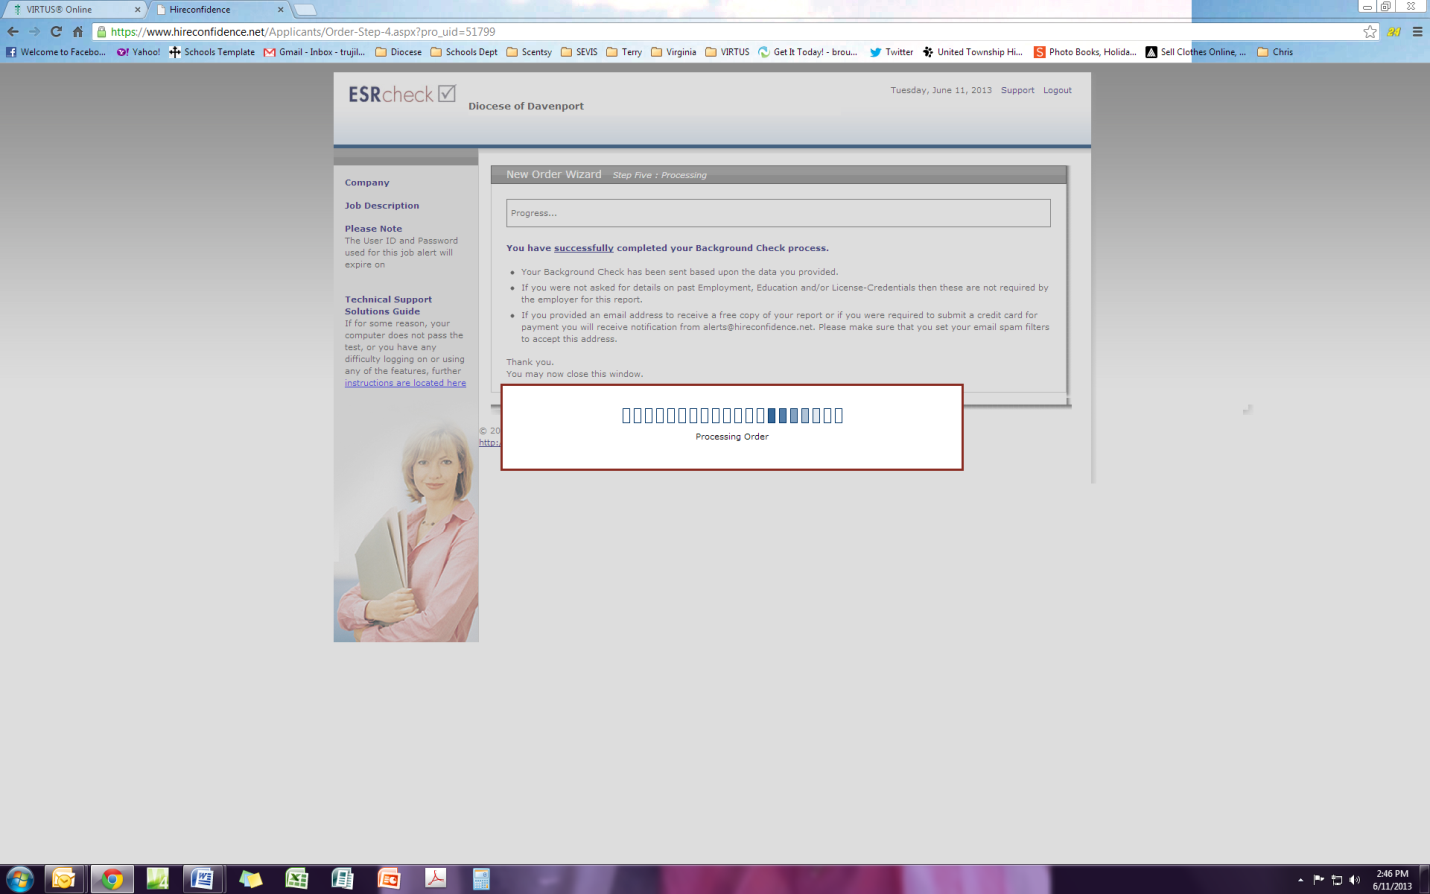 VIRTUS® Online
Hireconfidence
https://www.hireconfidence.net/Applicants/Order-Step-4.aspx?pro_uid=51799
24
Welcome to Facebo... Yahoo! Schools Template Gmail - Inbox - trujil... Diocese Schools Dept Scentsy SEVIS Terry Virginia VIRTUS Get It Today! - brou... Twitter United Township Hi... Photo Books, Holida... Sell Clothes Online, ... Chris
ESRcheck
Diocese of Davenport
Tuesday, June 11, 2013 Support Logout
Company
Job Description
Please Note
The User ID and Password
used for this job alert will
expire on
Technical Support
Solutions Guide
If for some reason, your
computer does not pass the
test, or you have any
difficulty logging on or using
any of the features, further
instructions are located here
New Order Wizard Step Five : Processing
Progress...
You have successfully completed your Background Check process.
• Your Background Check has been sent based upon the data you provided.
• If you were not asked for details on past Employment, Education and/or License-Credentials then these are not required by
the employer for this report.
• If you provided an email address to receive a free copy of your report or if you were required to submit a credit card for
payment you will receive notification from alerts@hireconfidence.net. Please make sure that you set your email spam filters
to accept this address.
Thank you.
You may now close this window.
© 20
http:/
Processing Order
2:46 PM
6/11/2013